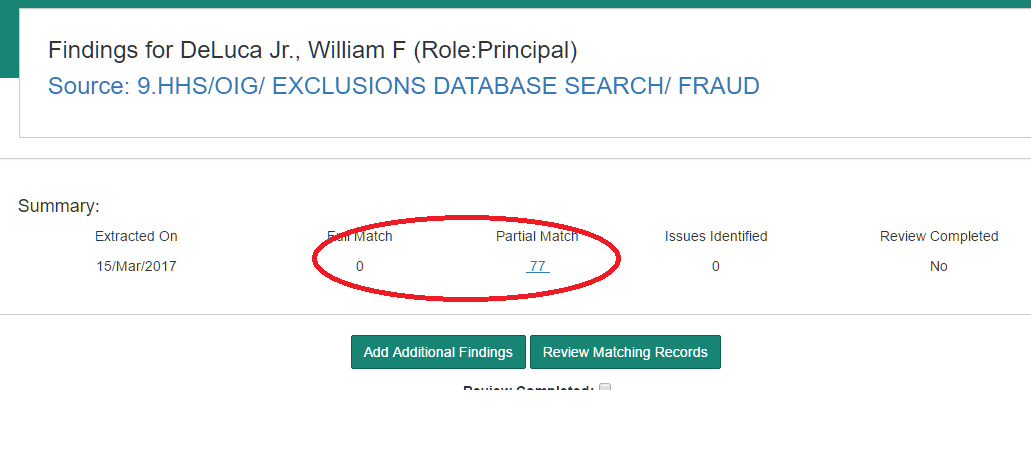 Findings for DeLuca Jr., William F (Role:Principal)
Source: 9.HHS/OIG/ EXCLUSIONS DATABASE SEARCH/ FRAUD
Summary:
Extracted On Full Match Partial Match Issues Identified Review Completed
15/Mar/2017 0 77 0 No
Add Additional Findings Review Matching Records
Review Completed: